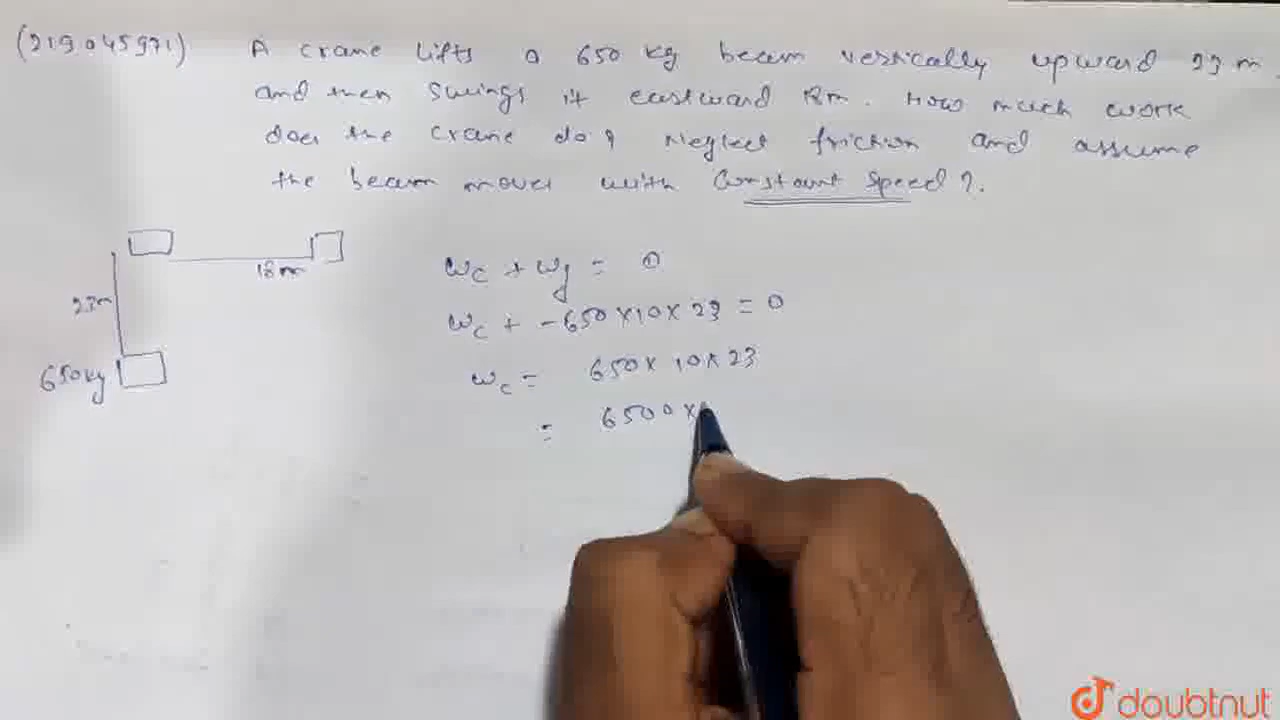 (219045971) A crane lifts a 650 kg beam vertically upward 23 m.
and then swings it eastward 18m. How much work
does the crane do? Neglect friction and assume
the beam moves with Constant Speed?.
18m
23m
650kg
Wc + Wg = 0
Wc + -650×10×23 = 0
Wc = 650×10×23
= 6500×
doubtnut